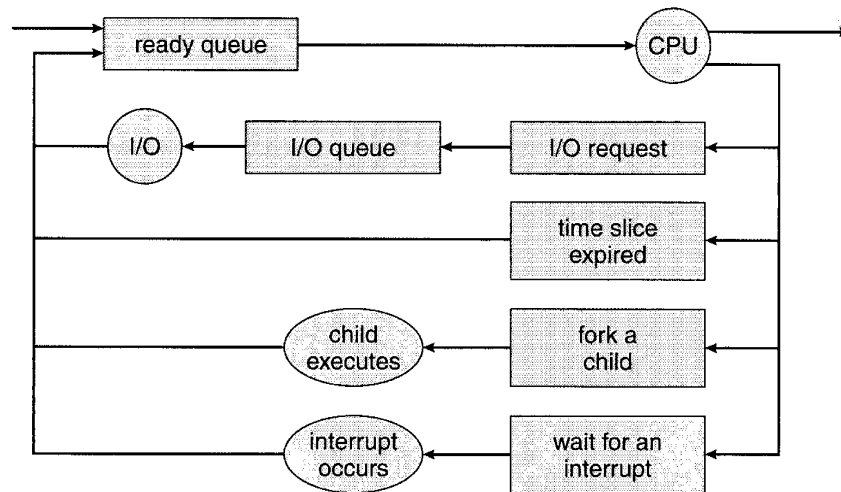 ready queue
CPU
I/O
I/O queue
I/O request
time slice
expired
child
executes
fork a
child
interrupt
occurs
wait for an
interrupt